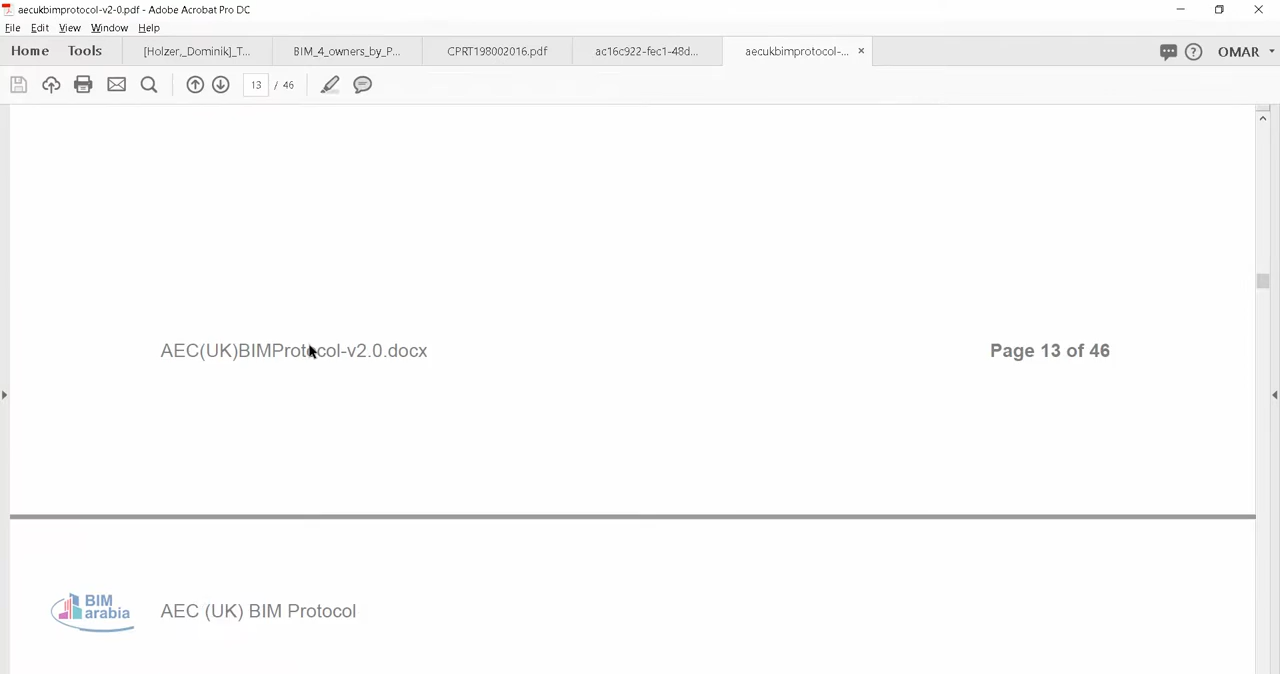 aecukbimprotocol-v2-0.pdf - Adobe Acrobat Pro DC
File Edit View Window Help
Home Tools [Holzer,_Dominik]_T... BIM_4_owners_by_P... CPRT198002016.pdf ac16c922-fec1-48d... aecukbimprotocol-... × OMAR
13 / 46
AEC(UK)BIMProtocol-v2.0.docx Page 13 of 46
BIM
arabia
AEC (UK) BIM Protocol